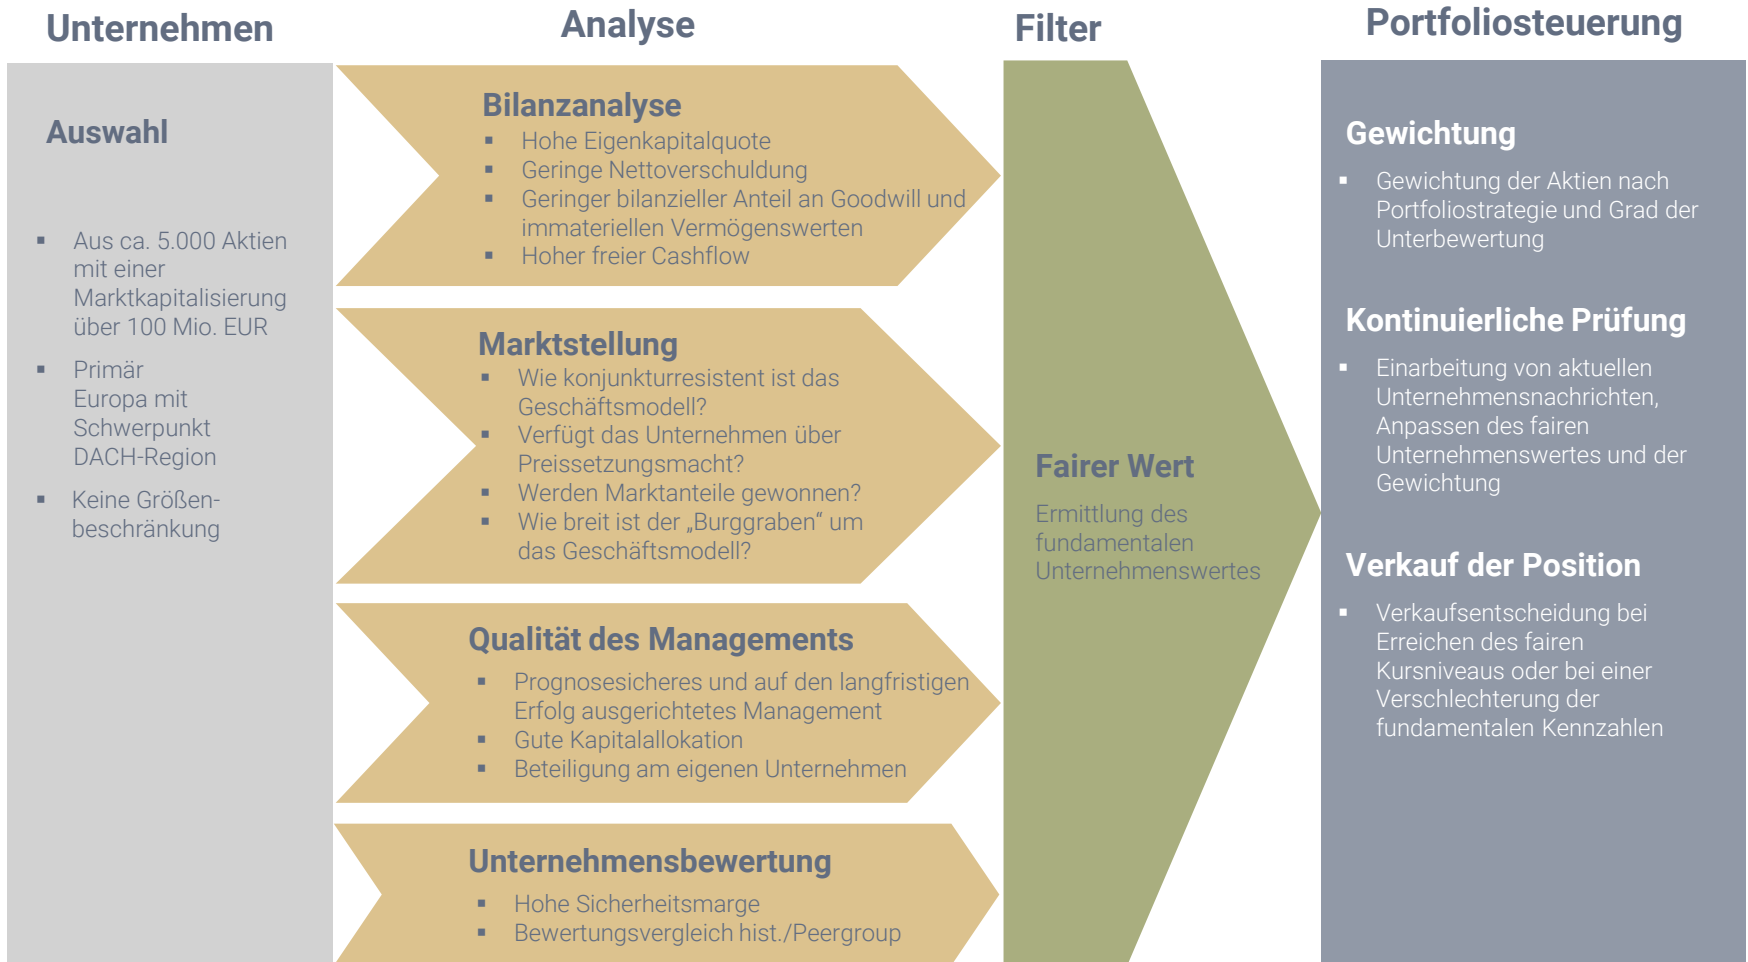 Unternehmen
Auswahl
▪ Aus ca. 5.000 Aktien
mit einer
Marktkapitalisierung
über 100 Mio. EUR
▪ Primär
Europa mit
Schwerpunkt
DACH-Region
▪ Keine Größen-
beschränkung
Analyse
Bilanzanalyse
▪ Hohe Eigenkapitalquote
▪ Geringe Nettoverschuldung
▪ Geringer bilanzieller Anteil an Goodwill und
immateriellen Vermögenswerten
▪ Hoher freier Cashflow
Marktstellung
▪ Wie konjunkturresistent ist das
Geschäftsmodell?
▪ Verfügt das Unternehmen über
Preissetzungsmacht?
▪ Werden Marktanteile gewonnen?
▪ Wie breit ist der „Burggraben“ um
das Geschäftsmodell?
Qualität des Managements
▪ Prognosesicheres und auf den langfristigen
Erfolg ausgerichtetes Management
▪ Gute Kapitalallokation
▪ Beteiligung am eigenen Unternehmen
Unternehmensbewertung
▪ Hohe Sicherheitsmarge
▪ Bewertungsvergleich hist./Peergroup
Filter
Fairer Wert
Ermittlung des
fundamentalen
Unternehmenswertes
Portfoliosteuerung
Gewichtung
▪ Gewichtung der Aktien nach
Portfoliostrategie und Grad der
Unterbewertung
Kontinuierliche Prüfung
▪ Einarbeitung von aktuellen
Unternehmensnachrichten,
Anpassen des fairen
Unternehmenswertes und der
Gewichtung
Verkauf der Position
▪ Verkaufsentscheidung bei
Erreichen des fairen
Kursniveaus oder bei einer
Verschlechterung der
fundamentalen Kennzahlen